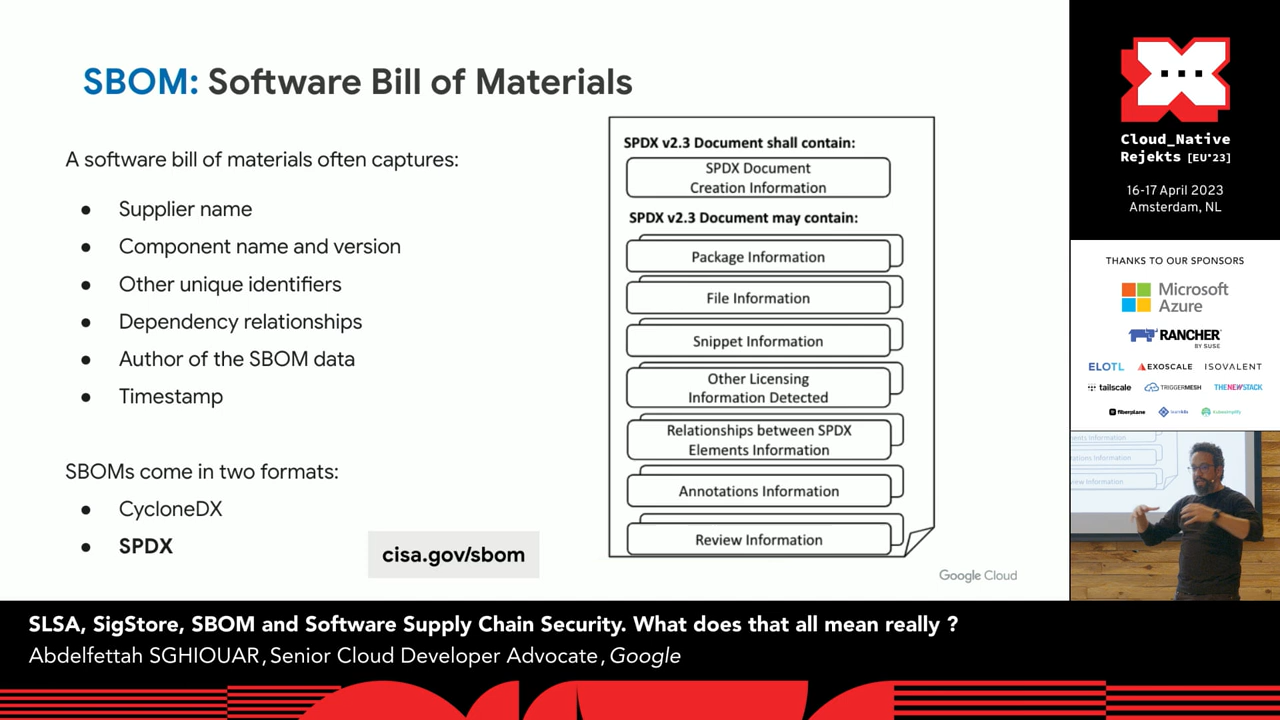 SBOM: Software Bill of Materials
A software bill of materials often captures:
● Supplier name
● Component name and version
● Other unique identifiers
● Dependency relationships
● Author of the SBOM data
● Timestamp
SBOMs come in two formats:
● CycloneDX
● SPDX
cisa.gov/sbom
SPDX v2.3 Document shall contain:
SPDX Document
Creation Information
SPDX v2.3 Document may contain:
Package Information
File Information
Snippet Information
Other Licensing
Information Detected
Relationships between SPDX
Elements Information
Annotations Information
Review Information
Google Cloud
Cloud_Native
Rejekts [EU'23]
16-17 April 2023
Amsterdam, NL
THANKS TO OUR SPONSORS
Microsoft
Azure
RANCHER
BY SUSE
ELOTL EXOSCALE ISOVALENT
tailscale TRIGGERMESH THENEWSTACK
fiberplane
SLSA, SigStore, SBOM and Software Supply Chain Security. What does that all mean really ?
Abdelfettah SGHIOUAR, Senior Cloud Developer Advocate, Google